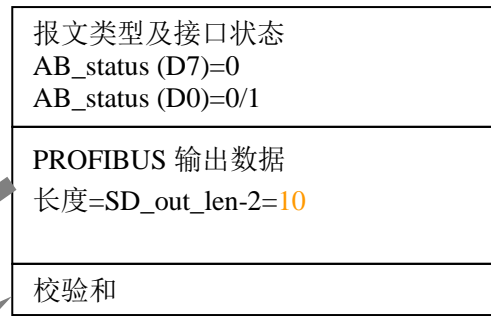 报文类型及接口状态
AB_status (D7)=0
AB_status (D0)=0/1
PROFIBUS 输出数据
长度=SD_out_len-2=10
校验和